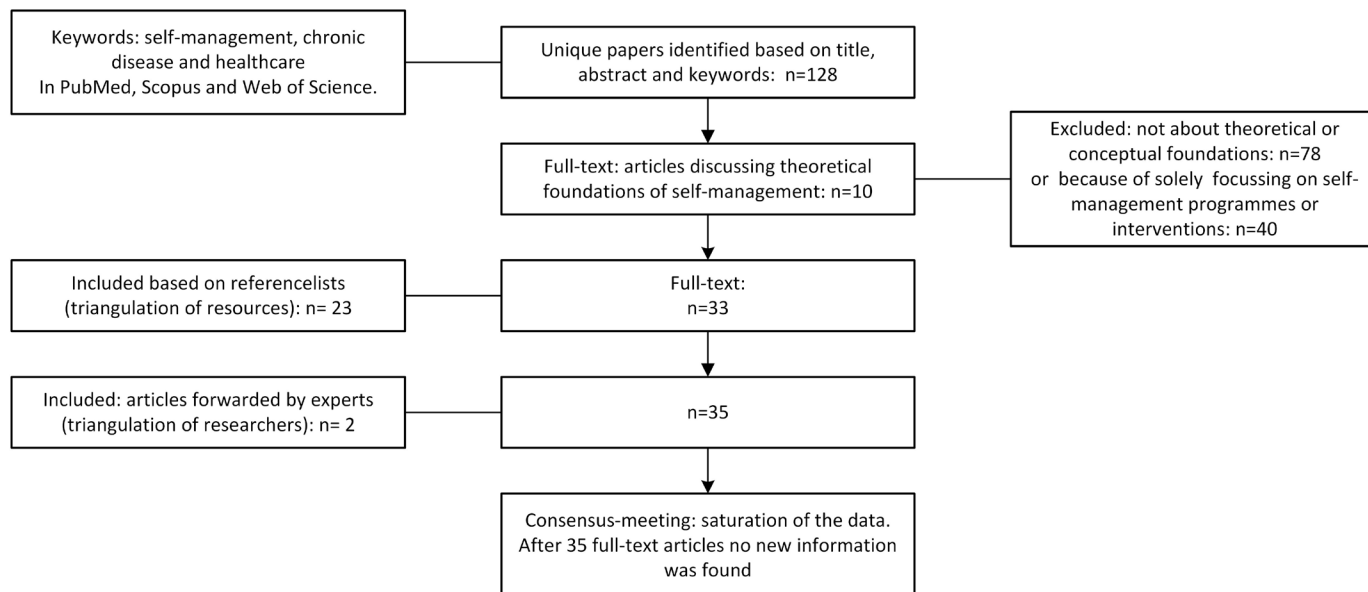 Keywords: self-management, chronic
disease and healthcare
In PubMed, Scopus and Web of Science.
Unique papers identified based on title,
abstract and keywords: n=128
Excluded: not about theoretical or
conceptual foundations: n=78
or because of solely focussing on self-
management programmes or
interventions: n=40
Full-text: articles discussing theoretical
foundations of self-management: n=10
Included based on referencelists
(triangulation of resources): n= 23
Full-text:
n=33
Included: articles forwarded by experts
(triangulation of researchers): n= 2
n=35
Consensus-meeting: saturation of the data.
After 35 full-text articles no new information
was found